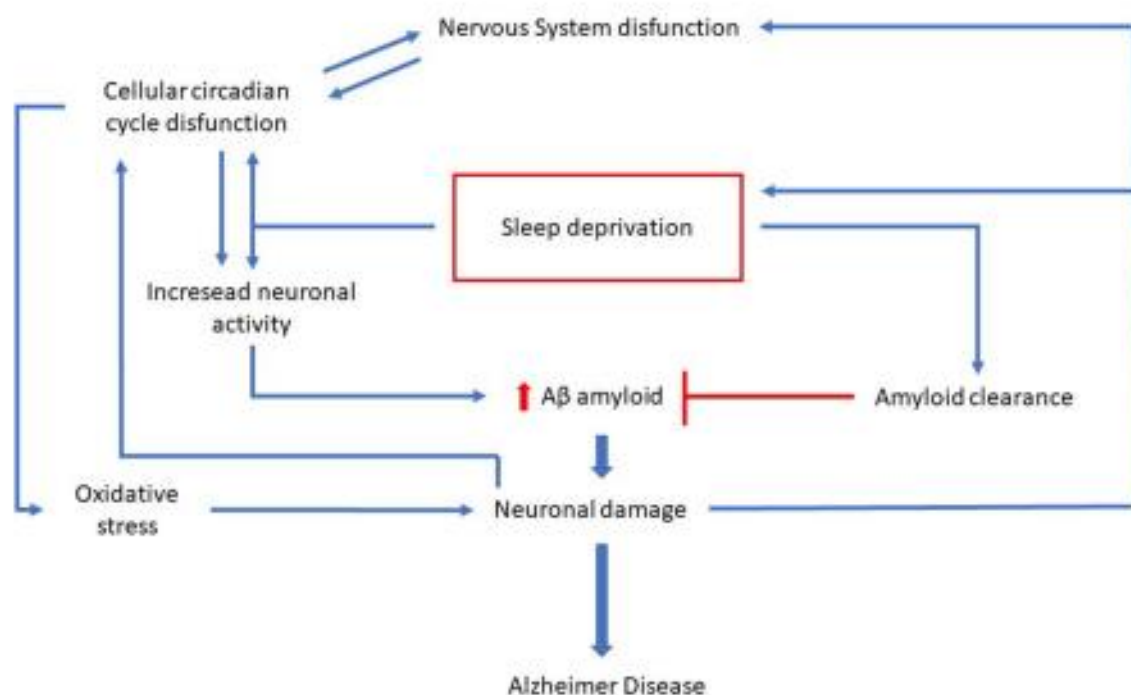 Nervous System disfunction
Cellular circadian
cycle disfunction
Sleep deprivation
Incresead neuronal
activity
Aβ amyloid
Amyloid clearance
Oxidative
stress
Neuronal damage
Alzheimer Disease